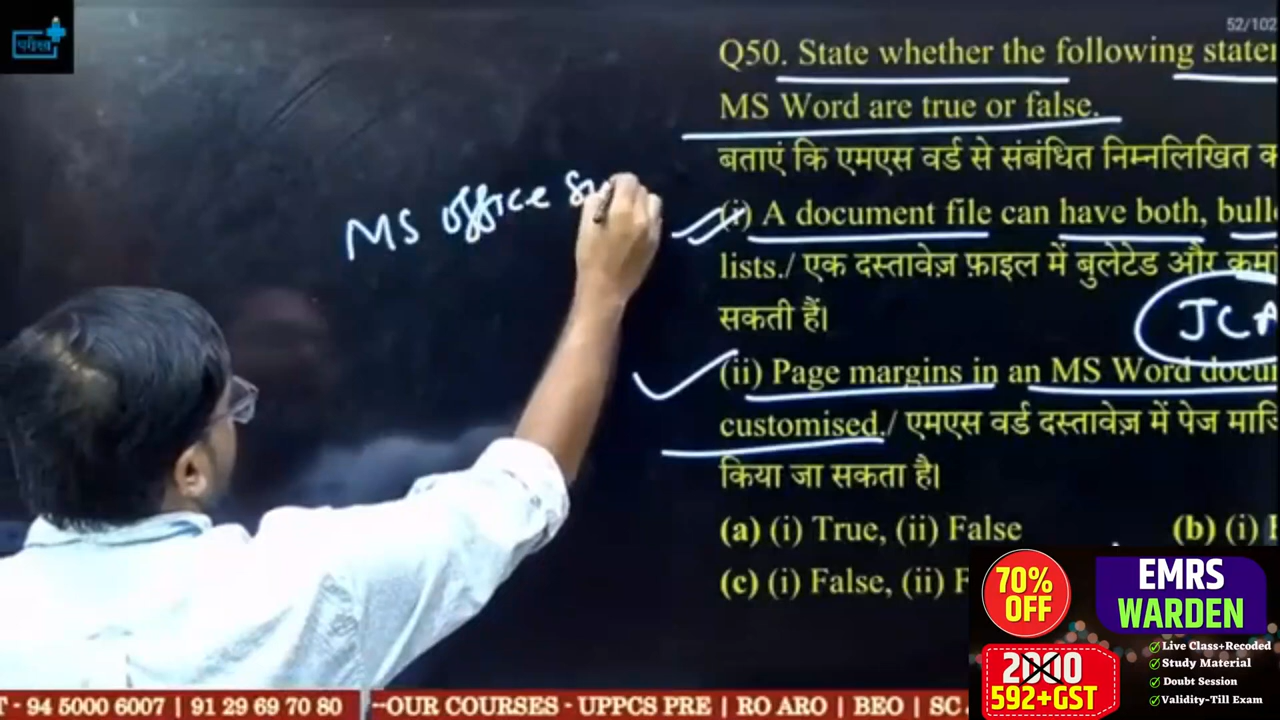 परीक्षा
52/102
Q50. State whether the following
MS Word are true or false.
बताएं कि एमएस वर्ड से संबंधित निम्नलिखित
MS office
(i) A document file can have both,
lists./ एक दस्तावेज़ फ़ाइल में बुलेटेड और
सकती हैं।
(ii) Page margins in an MS Word
customised./ एमएस वर्ड दस्तावेज़ में पेज
किया जा सकता है।
(a) (i) True, (ii) False
(b) (i)
(c) (i) False, (ii)
70%
OFF
EMRS
WARDEN
2000
592+GST
Live Class+Recoded
Study Material
Doubt Session
Validity-Till Exam
- 94 5000 6007 | 91 29 69 70 80 | --OUR COURSES - UPPCS PRE | RO ARO | BEO | SC